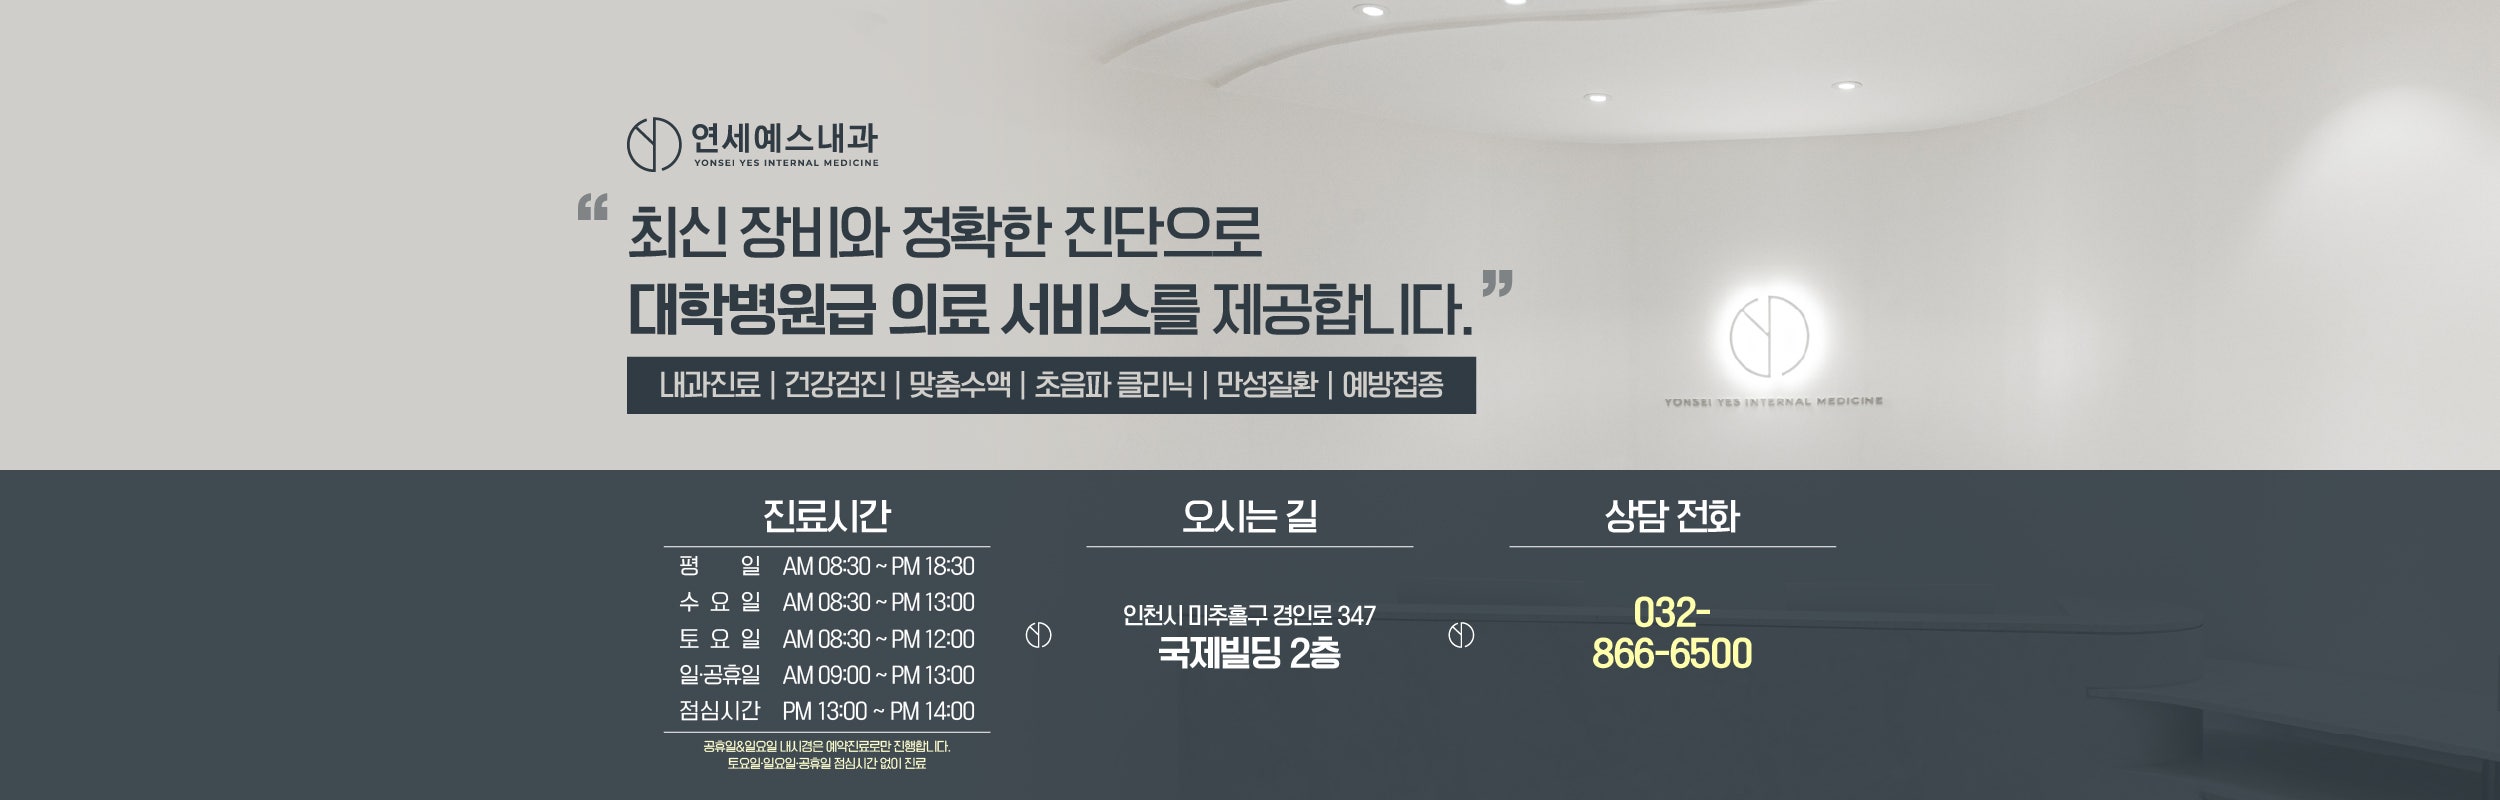 연세예스내과
YONSEI YES INTERNAL MEDICINE
“ 최신 장비와 정확한 진단으로
대학병원급 의료 서비스를 제공합니다. ”
내과진료 | 건강검진 | 맞춤수액 | 초음파 클리닉 | 만성질환 | 예방접종
YONSEI YES INTERNAL MEDICINE
진료시간
평 일 AM 08:30 ~ PM 18:30
수 요 일 AM 08:30 ~ PM 13:00
토 요 일 AM 08:30 ~ PM 12:00
일·공휴일 AM 09:00 ~ PM 13:00
점심시간 PM 13:00 ~ PM 14:00
공휴일&일요일 내시경은 예약진료로만 진행합니다.
토요일·일요일·공휴일 점심시간 없이 진료
오시는 길
인천시 미추홀구 경인로 347
국제빌딩 2층
상담 전화
032-
866-6500